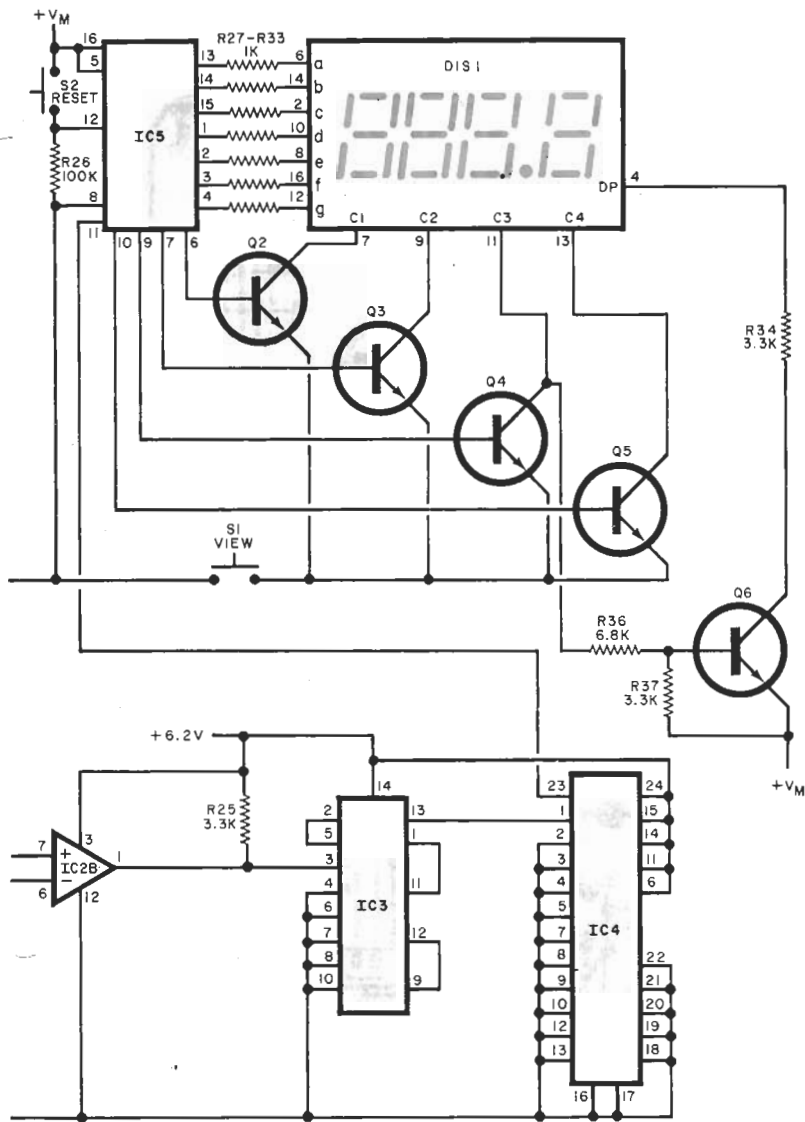 +VM
16
5
S2
RESET
12
R26
100K
8
11
IC5
13
14
15
1
2
3
4
10
9
7
6
R27-R33
1K
DIS1
6
a
14
b
2
c
10
d
8
e
16
f
12
g
888.8
DP
4
C1
C2
C3
C4
7
9
11
13
Q2
Q3
Q4
Q5
R34
3.3K
S1
VIEW
Q6
R36
6.8K
R37
3.3K
+VM
+6.2V
R25
3.3K
7
+
IC2B
6
−
3
1
12
14
2
5
3
4
6
7
8
10
IC3
13
1
11
12
9
23
1
2
3
4
5
7
8
9
10
12
13
IC4
24
15
14
11
6
22
21
20
19
18
16
17